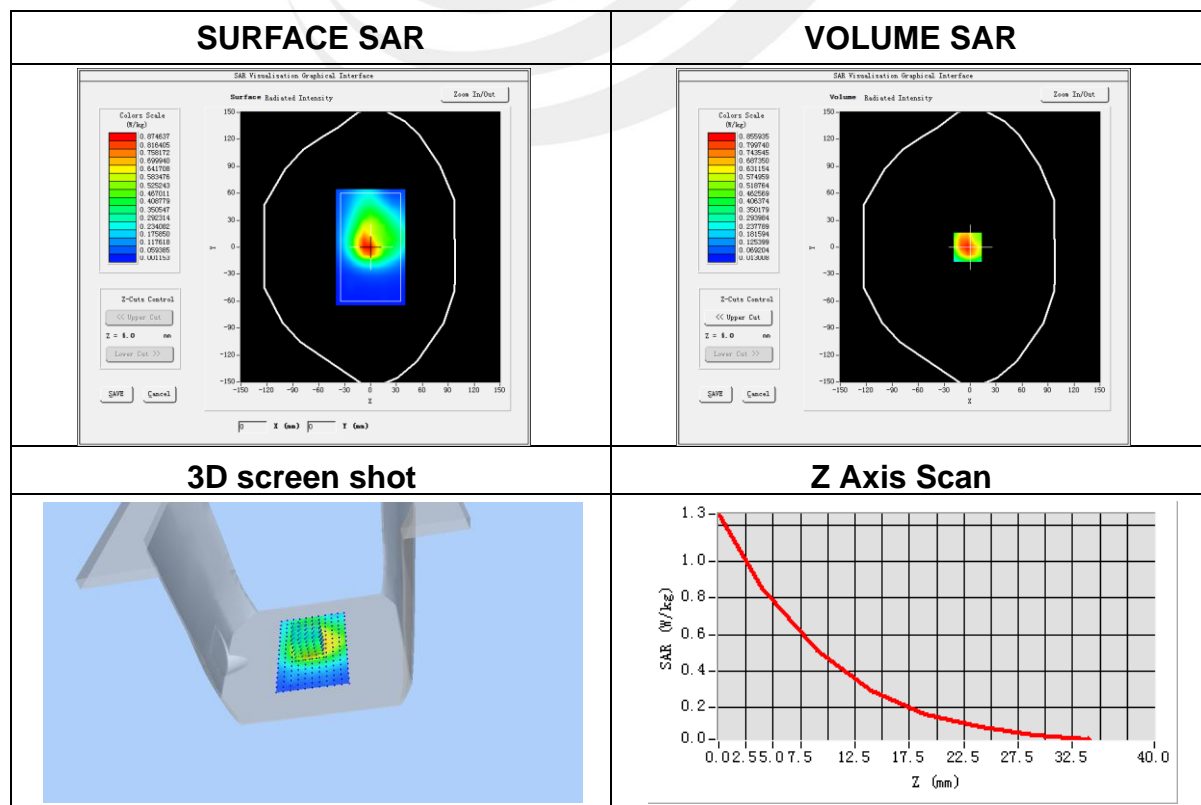 SURFACE SAR
VOLUME SAR
SAR Visualisation Graphical Interface
Surface Radiated Intensity
Zoom In/Out
Colors Scale
(W/kg)
0.874637
0.816405
0.758172
0.699940
0.641708
0.583476
0.525243
0.467011
0.408779
0.350547
0.292314
0.234082
0.175850
0.117618
0.059385
0.001153
Z-Cuts Control
<< Upper Cut
Z = 4.0 mm
Lower Cut >>
SAVE
Cancel
150
120
90
60
30
0
-30
-60
-90
-120
-150
Y
-150 -120 -90 -60 -30 0 30 60 90 120 150
X
0 X (mm) 0 Y (mm)
SAR Visualisation Graphical Interface
Volume Radiated Intensity
Zoom In/Out
Colors Scale
(W/kg)
0.855935
0.799740
0.743545
0.687350
0.631154
0.574959
0.518764
0.462569
0.406374
0.350179
0.293984
0.237789
0.181594
0.125399
0.069204
0.013008
Z-Cuts Control
<< Upper Cut
Z = 4.0 mm
Lower Cut >>
SAVE
Cancel
150
120
90
60
30
0
-30
-60
-90
-120
-150
Y
-150 -120 -90 -60 -30 0 30 60 90 120 150
X
3D screen shot
Z Axis Scan
1.3
1.0
0.8
0.6
0.4
0.2
0.0
SAR (W/kg)
0.0 2.5 5.0 7.5 12.5 17.5 22.5 27.5 32.5 40.0
Z (mm)